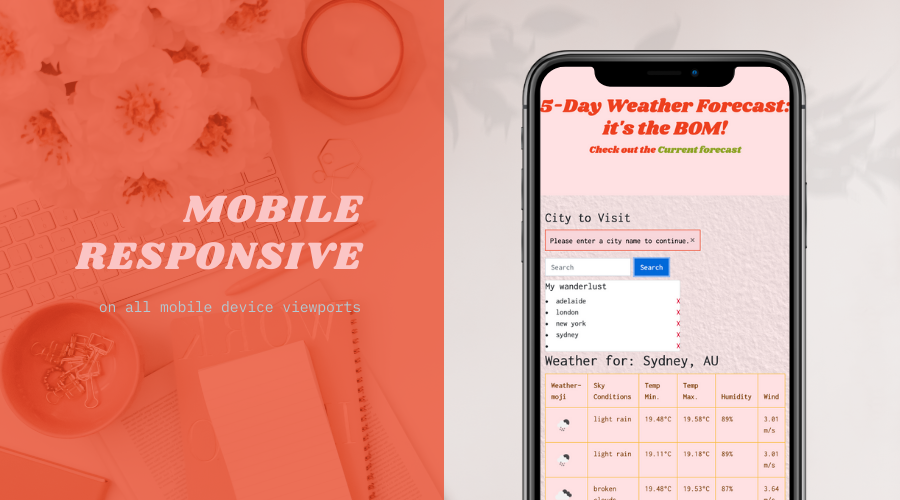 MOBILE
RESPONSIVE
on all mobile device viewports
5-Day Weather Forecast:
it's the BOM!
Check out the Current forecast
City to Visit
Please enter a city name to continue. ×
Search Search
My wanderlust
• adelaide X
• london X
• new york X
• sydney X
• X
Weather for: Sydney, AU
Weather-moji Sky Conditions Temp Min. Temp Max. Humidity Wind
light rain 19.48°C 19.58°C 89% 3.01 m/s
light rain 19.11°C 19.18°C 89% 3.01 m/s
broken clouds 19.48°C 19.53°C 87% 3.64 m/s